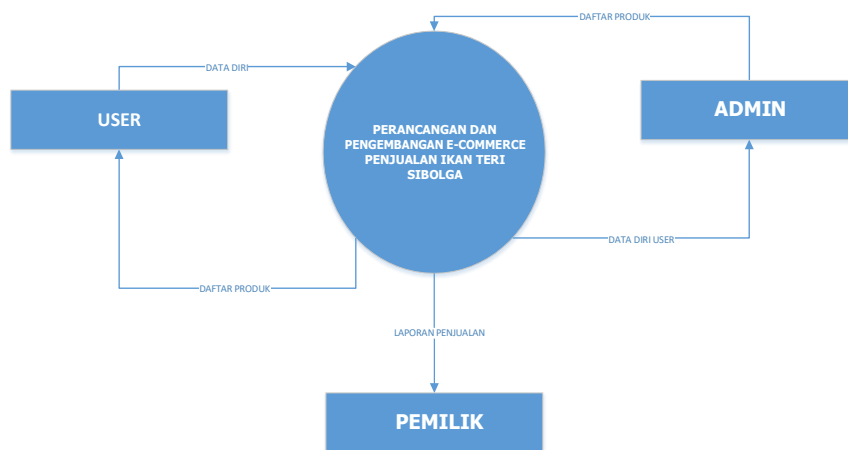 DAFTAR PRODUK
DATA DIRI
USER
PERANCANGAN DAN
PENGEMBANGAN E-COMMERCE
PENJUALAN IKAN TERI
SIBOLGA
ADMIN
DATA DIRI USER
DAFTAR PRODUK
LAPORAN PENJUALAN
PEMILIK